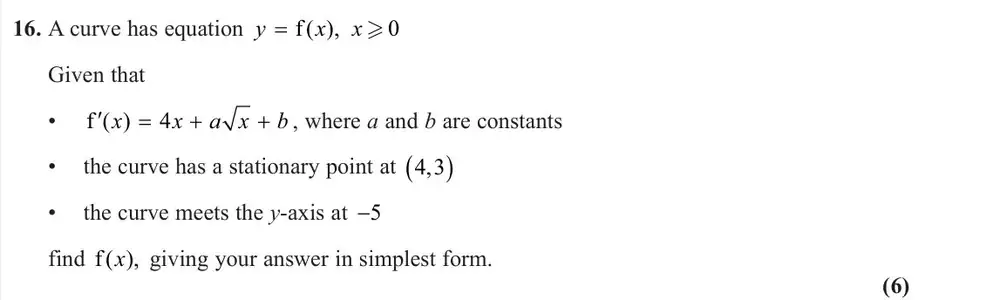 16. A curve has equation y = f(x), x ⩾ 0
Given that
• f′(x) = 4x + a√x + b, where a and b are constants
• the curve has a stationary point at (4,3)
• the curve meets the y-axis at −5
find f(x), giving your answer in simplest form.
(6)